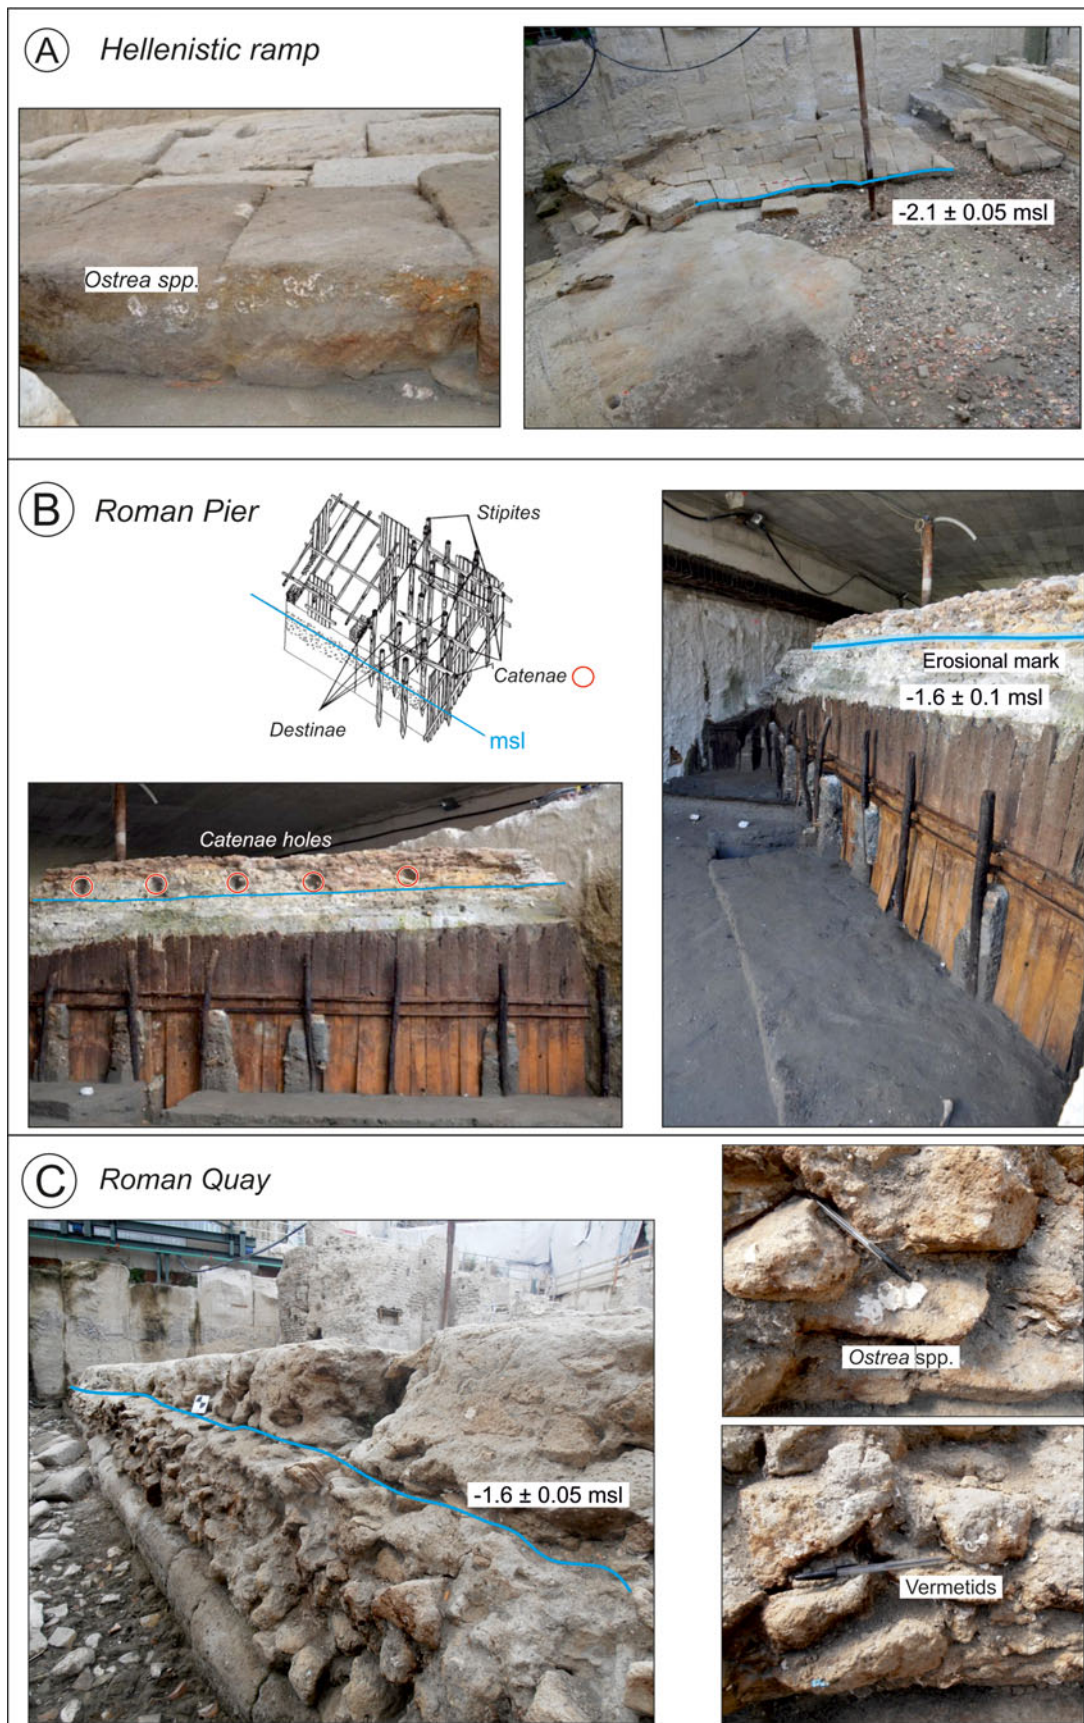 A Hellenistic ramp
Ostrea spp.
-2.1 ± 0.05 msl
B Roman Pier
Stipites
Catenae
Destinae
msl
Erosional mark
-1.6 ± 0.1 msl
Catenae holes
C Roman Quay
-1.6 ± 0.05 msl
Ostrea spp.
Vermetids